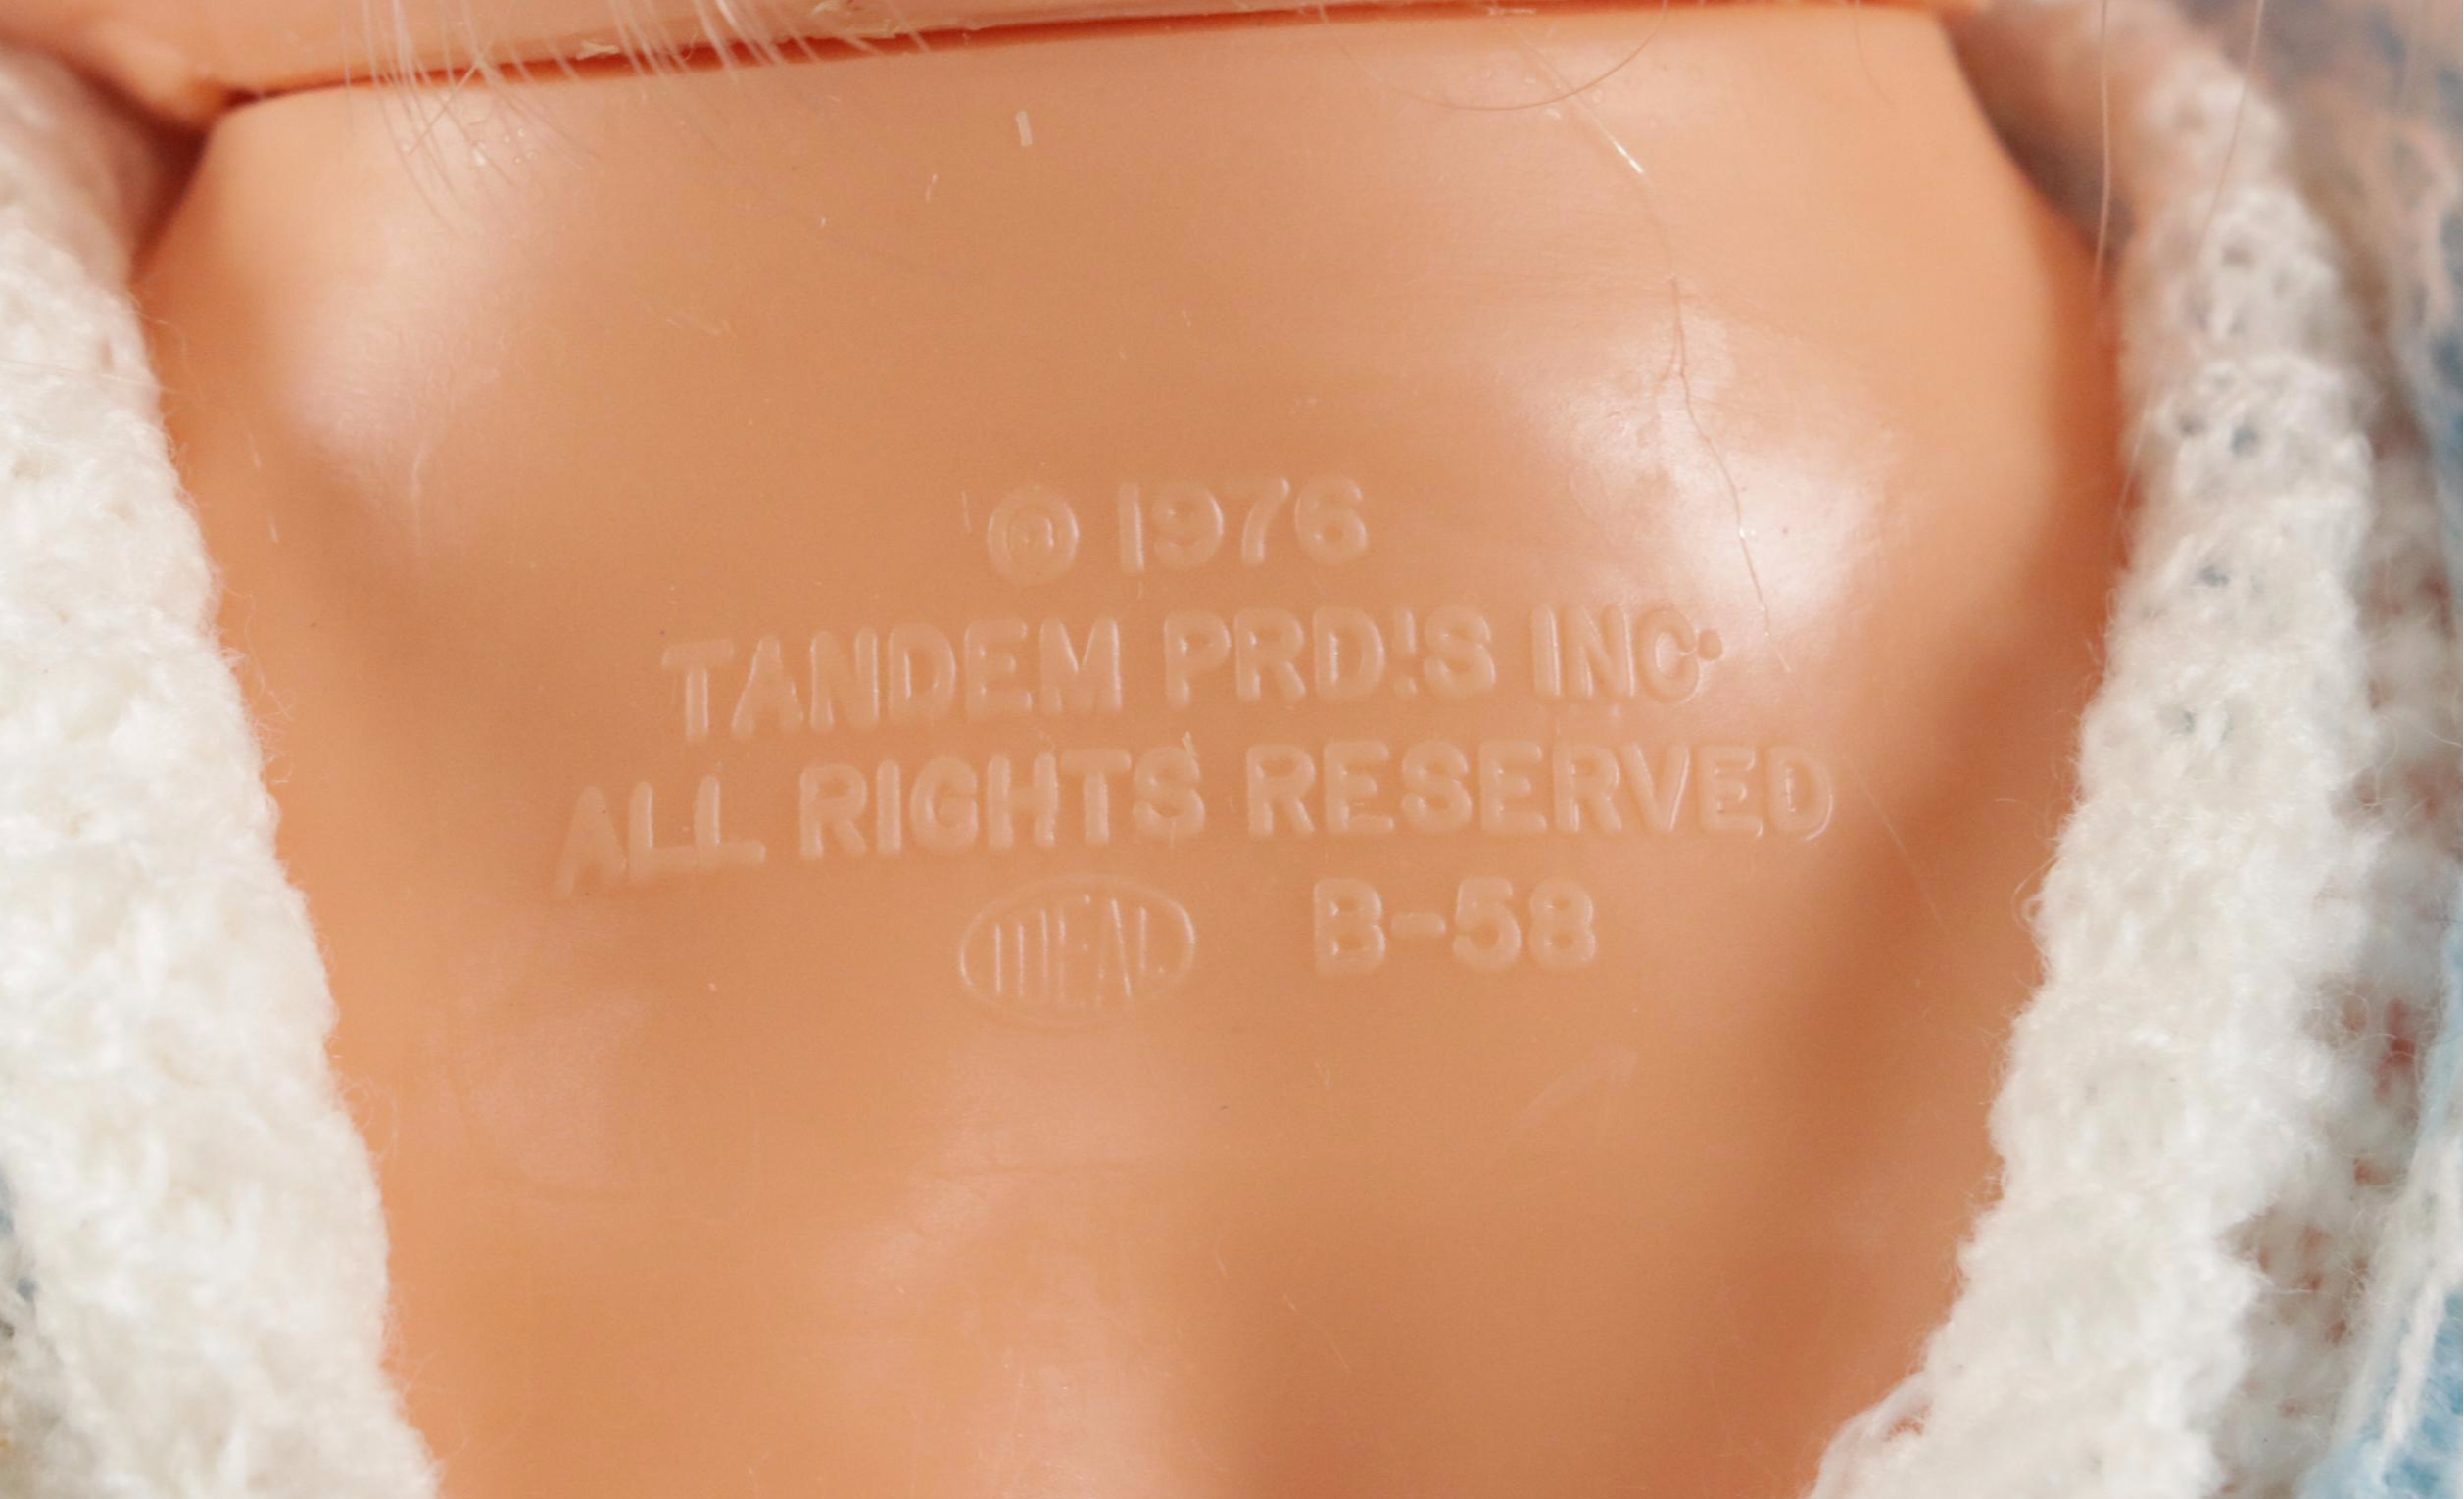 © 1976
TANDEM PRD'S INC.
ALL RIGHTS RESERVED
IDEAL B-58